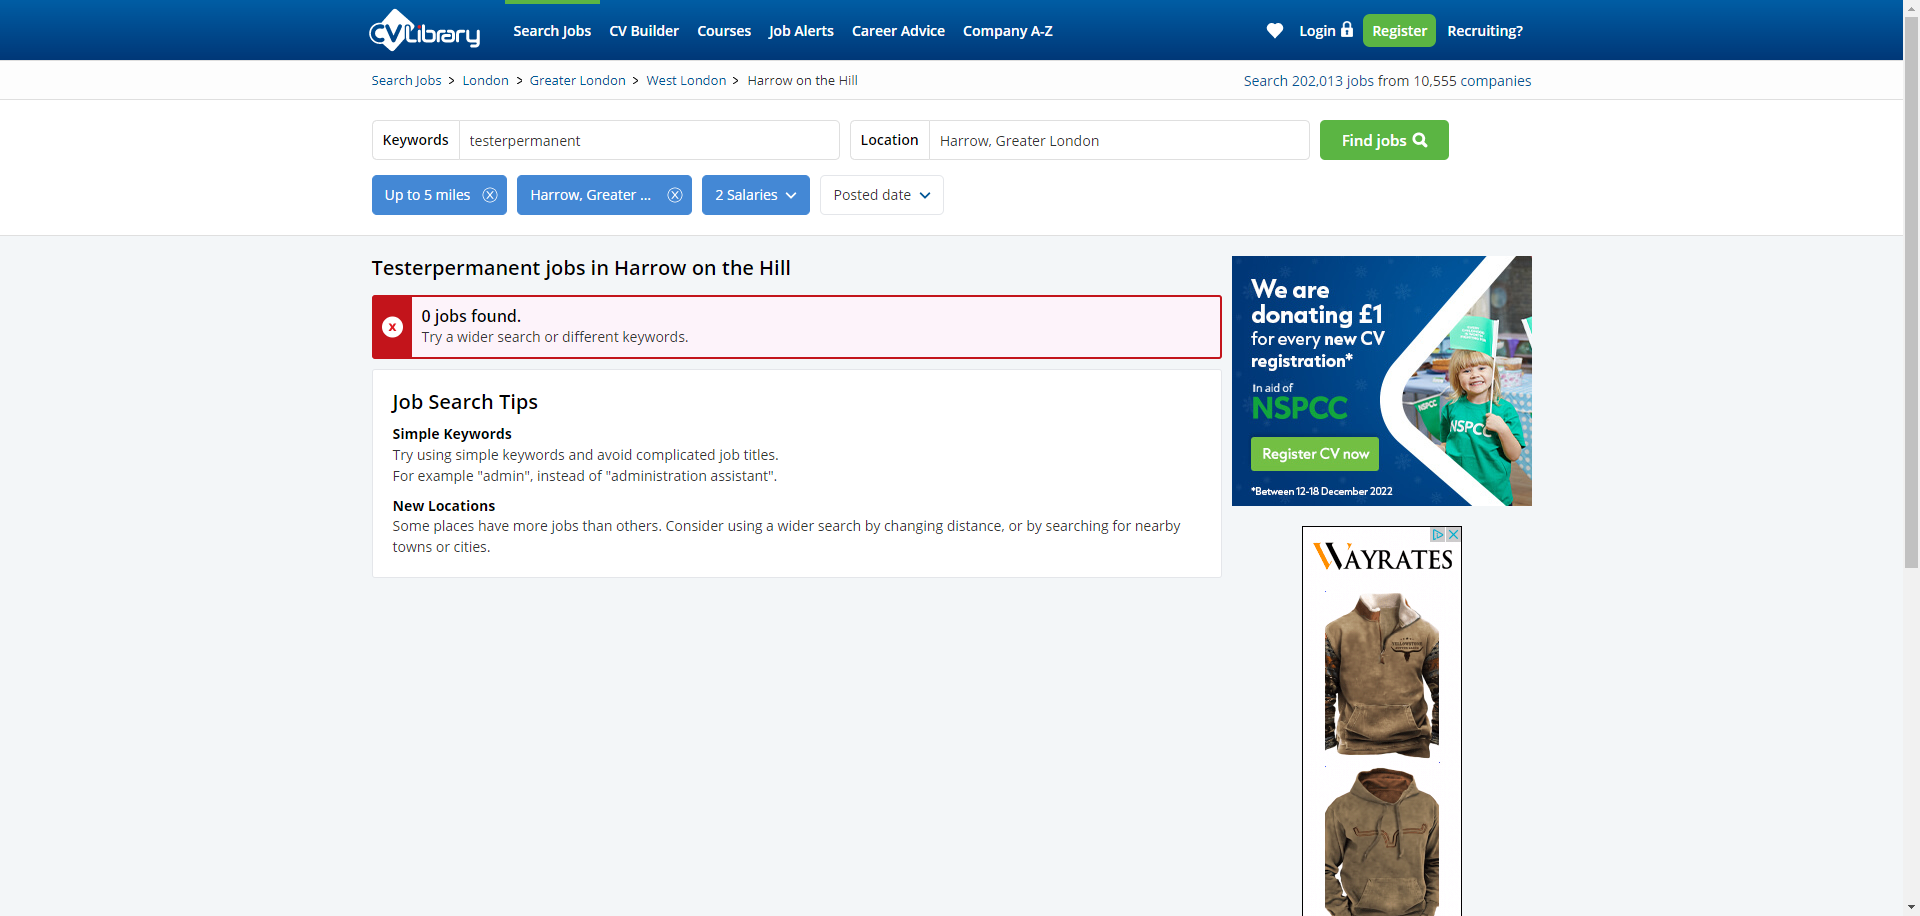 CVLibrary
Search Jobs
CV Builder
Courses
Job Alerts
Career Advice
Company A-Z
Login
Register
Recruiting?
Search Jobs > London > Greater London > West London > Harrow on the Hill
Search 202,013 jobs from 10,555 companies
Keywords
testerpermanent
Location
Harrow, Greater London
Find jobs
Up to 5 miles
Harrow, Greater ...
2 Salaries
Posted date
Testerpermanent jobs in Harrow on the Hill
0 jobs found.
Try a wider search or different keywords.
Job Search Tips
Simple Keywords
Try using simple keywords and avoid complicated job titles.
For example "admin", instead of "administration assistant".
New Locations
Some places have more jobs than others. Consider using a wider search by changing distance, or by searching for nearby
towns or cities.
We are
donating £1
for every new CV
registration*
In aid of
NSPCC
Register CV now
*Between 12-18 December 2022
NSPCC
NSPCC
WAYRATES
YELLOWSTONE